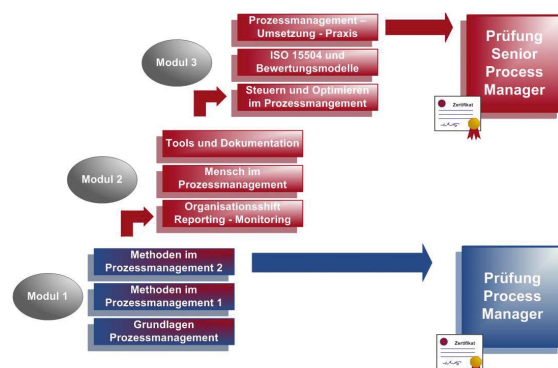 Prozessmanagement –
Umsetzung - Praxis
Modul 3
ISO 15504 und
Bewertungsmodelle
Steuern und Optimieren
im Prozessmangement
Prüfung
Senior
Process
Manager
Zertifikat
Tools und Dokumentation
Modul 2
Mensch im
Prozessmanagement
Organisationsshift
Reporting - Monitoring
Methoden im
Prozessmanagement 2
Modul 1
Methoden im
Prozessmanagement 1
Grundlagen
Prozessmanagement
Prüfung
Process
Manager
Zertifikat